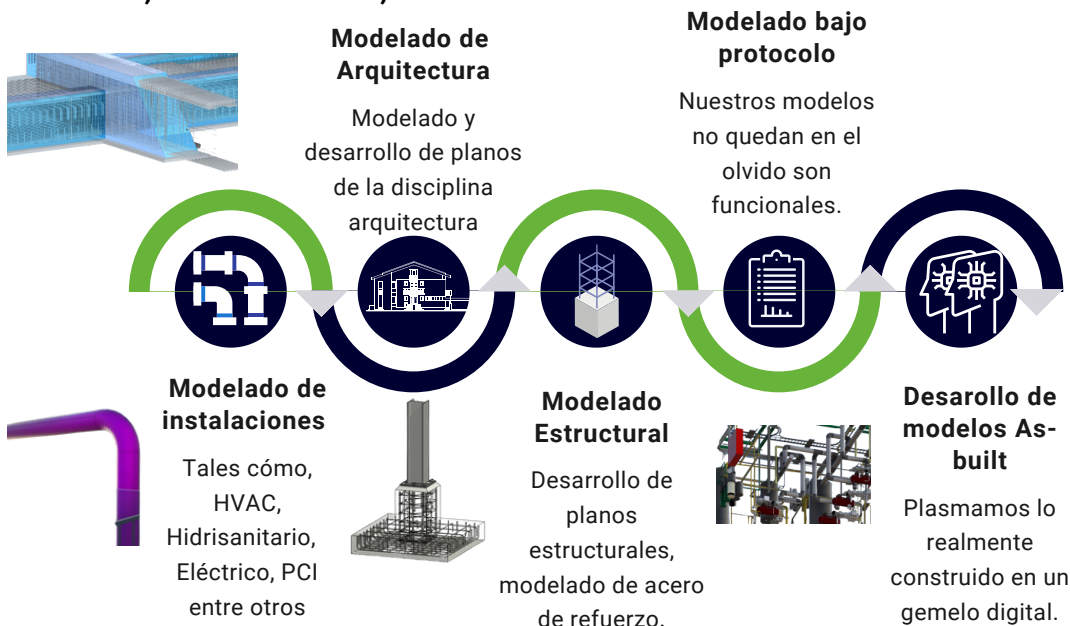 Modelado de
Arquitectura
Modelado y
desarrollo de planos
de la disciplina
arquitectura
Modelado bajo
protocolo
Nuestros modelos
no quedan en el
olvido son
funcionales.
Modelado de
instalaciones
Tales cómo,
HVAC,
Hidrisanitario,
Eléctrico, PCI
entre otros
Modelado
Estructural
Desarrollo de
planos
estructurales,
modelado de acero
de refuerzo.
Desarollo de
modelos As-
built
Plasmamos lo
realmente
construido en un
gemelo digital.